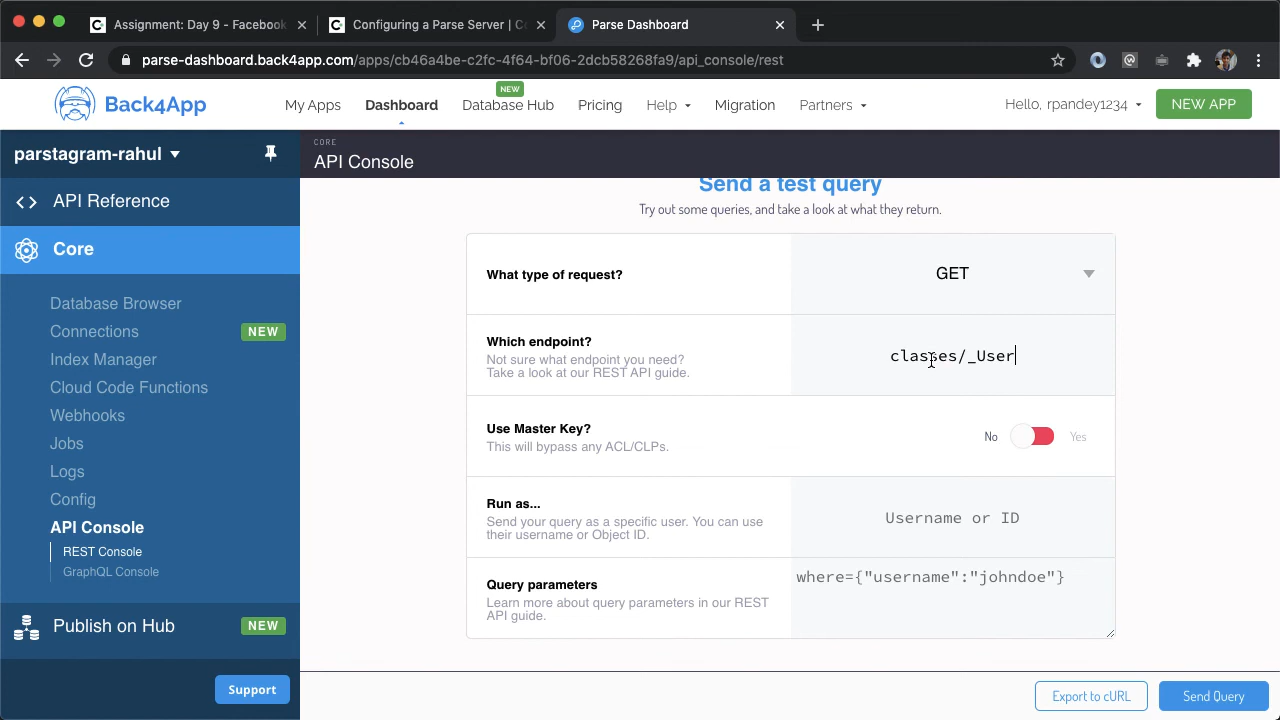 Assignment: Day 9 - Facebook
Configuring a Parse Server | Co
Parse Dashboard
parse-dashboard.back4app.com/apps/cb46a4be-c2fc-4f64-bf06-2dcb58268fa9/api_console/rest
Back4App
My Apps
Dashboard
NEW
Database Hub
Pricing
Help
Migration
Partners
Hello, rpandey1234
NEW APP
parstagram-rahul
API Reference
Core
Database Browser
Connections NEW
Index Manager
Cloud Code Functions
Webhooks
Jobs
Logs
Config
API Console
REST Console
GraphQL Console
Publish on Hub NEW
Support
CORE
API Console
Send a test query
Try out some queries, and take a look at what they return.
What type of request?
GET
Which endpoint?
Not sure what endpoint you need?
Take a look at our REST API guide.
classes/_User
Use Master Key?
This will bypass any ACL/CLPs.
No Yes
Run as...
Send your query as a specific user. You can use
their username or Object ID.
Username or ID
Query parameters
Learn more about query parameters in our REST
API guide.
where={"username":"johndoe"}
Export to cURL
Send Query